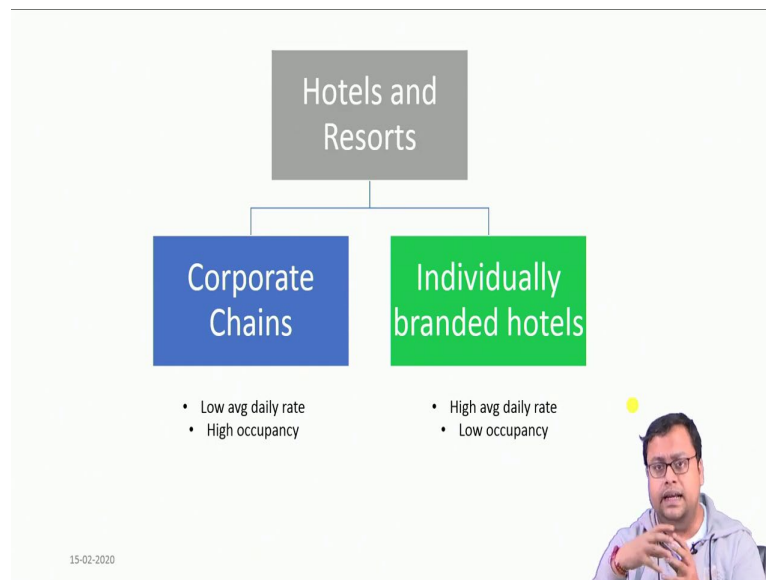 Hotels and
Resorts
Corporate
Chains
Individually
branded hotels
• Low avg daily rate
• High occupancy
• High avg daily rate
• Low occupancy
15-02-2020